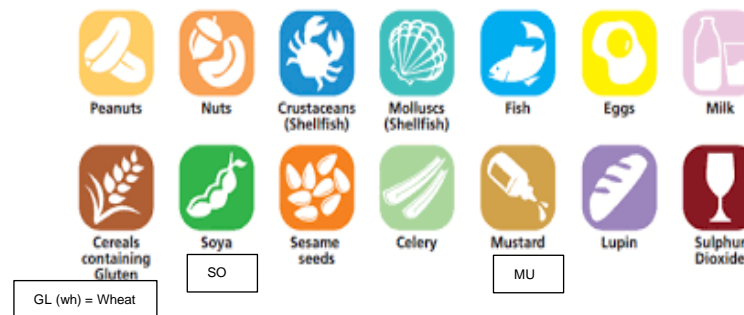 Peanuts
Nuts
Crustaceans
(Shellfish)
Molluscs
(Shellfish)
Fish
Eggs
Milk
Cereals
containing
Gluten
Soya
Sesame
seeds
Celery
Mustard
Lupin
Sulphur
Dioxide
SO
MU
GL (wh) = Wheat